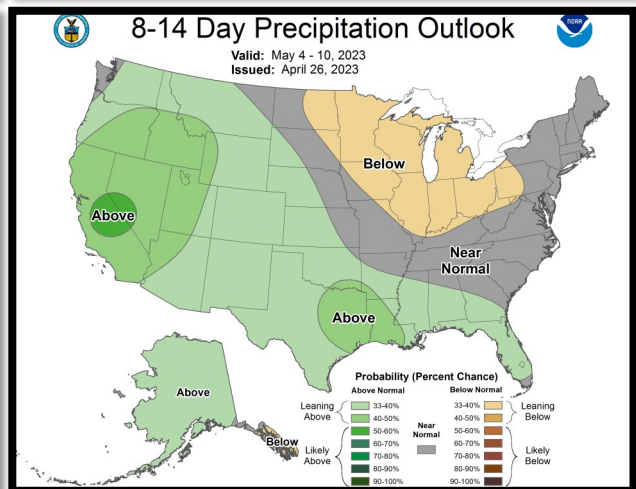 8-14 Day Precipitation Outlook
NOAA
Valid: May 4 - 10, 2023
Issued: April 26, 2023
Below
Above
Near
Normal
Above
Above
Below
Probability (Percent Chance)
Above Normal
Below Normal
Leaning
Above
33-40%
40-50%
Likely
Above
50-60%
60-70%
70-80%
80-90%
90-100%
Near
Normal
33-40%
40-50%
Leaning
Below
50-60%
60-70%
70-80%
80-90%
90-100%
Likely
Below